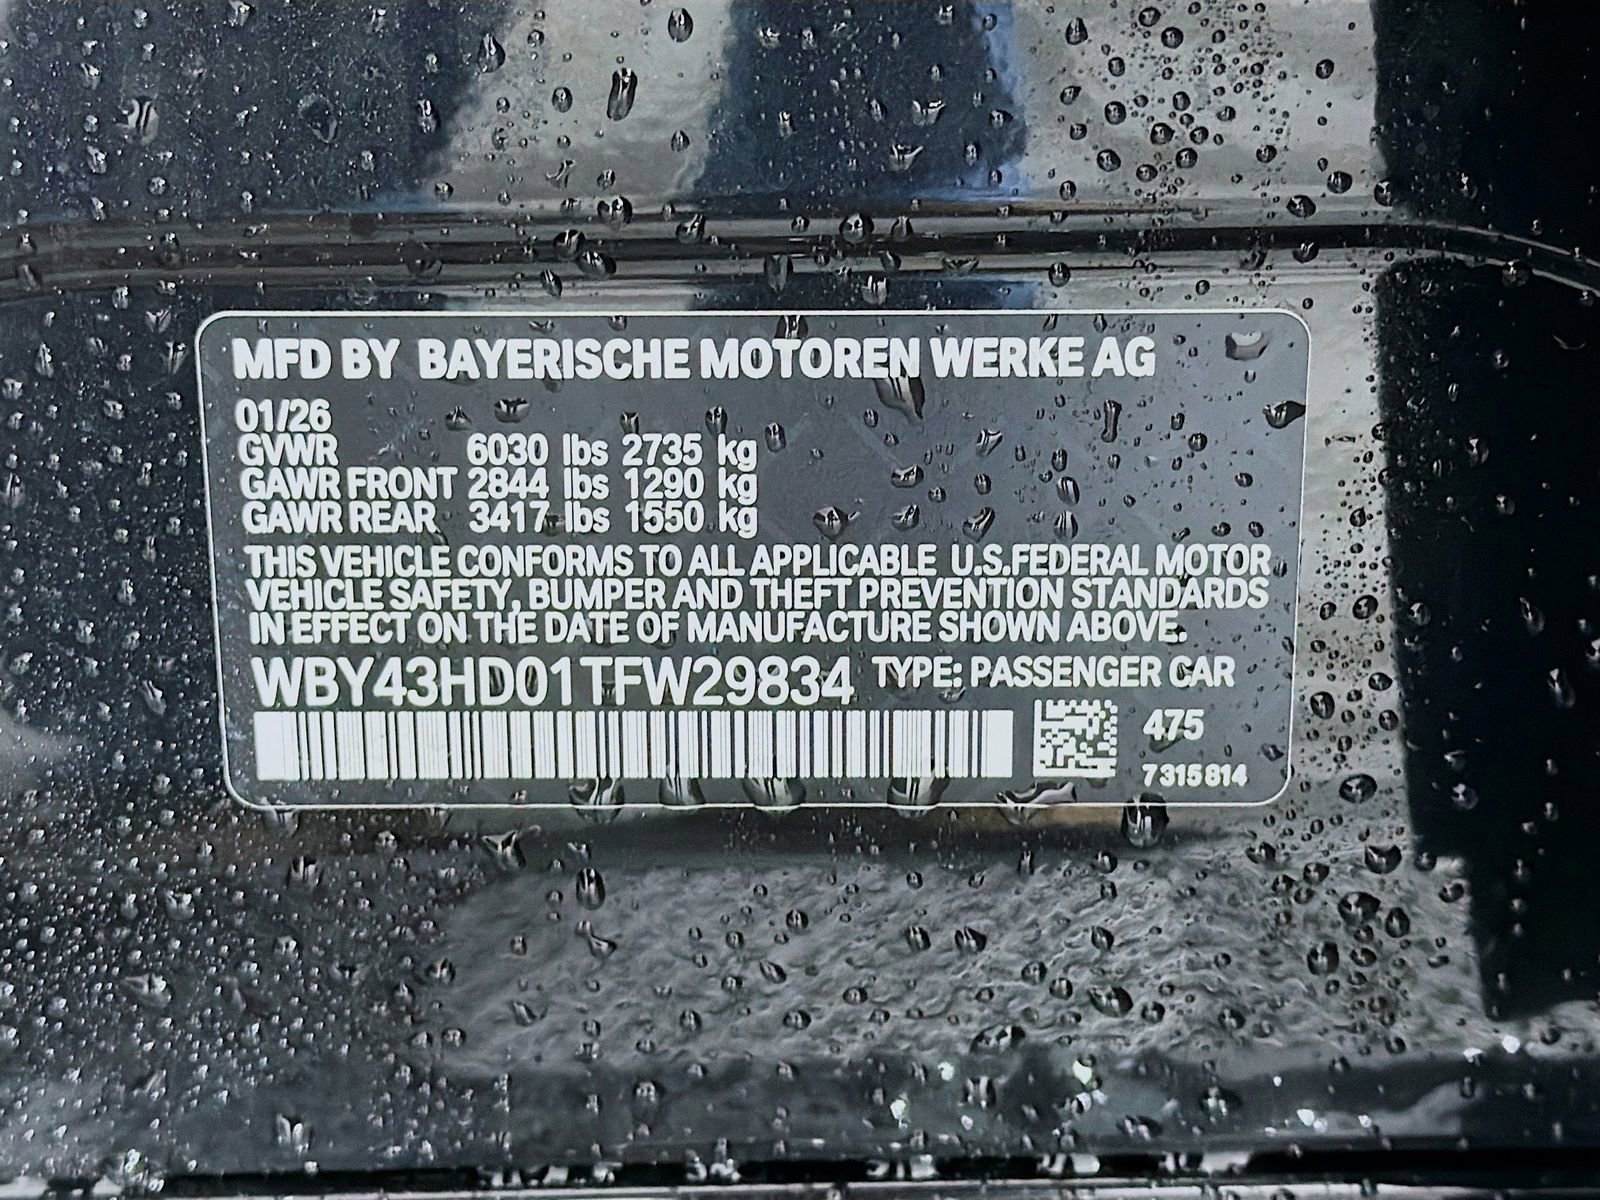 MFD BY BAYERISCHE MOTOREN WERKE AG
01/26
GVWR 6030 lbs 2735 kg
GAWR FRONT 2844 lbs 1290 kg
GAWR REAR 3417 lbs 1550 kg
THIS VEHICLE CONFORMS TO ALL APPLICABLE U.S.FEDERAL MOTOR
VEHICLE SAFETY, BUMPER AND THEFT PREVENTION STANDARDS
IN EFFECT ON THE DATE OF MANUFACTURE SHOWN ABOVE.
WBY43HD01TFW29834 TYPE: PASSENGER CAR
475
7315814